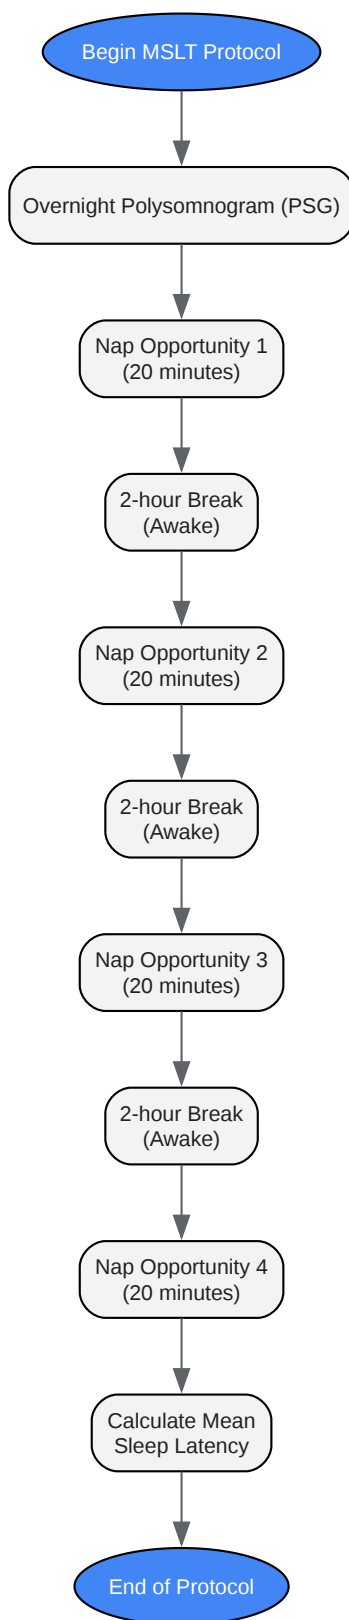 Begin MSLT Protocol
Overnight Polysomnogram (PSG)
Nap Opportunity 1
(20 minutes)
2-hour Break
(Awake)
Nap Opportunity 2
(20 minutes)
2-hour Break
(Awake)
Nap Opportunity 3
(20 minutes)
2-hour Break
(Awake)
Nap Opportunity 4
(20 minutes)
Calculate Mean
Sleep Latency
End of Protocol